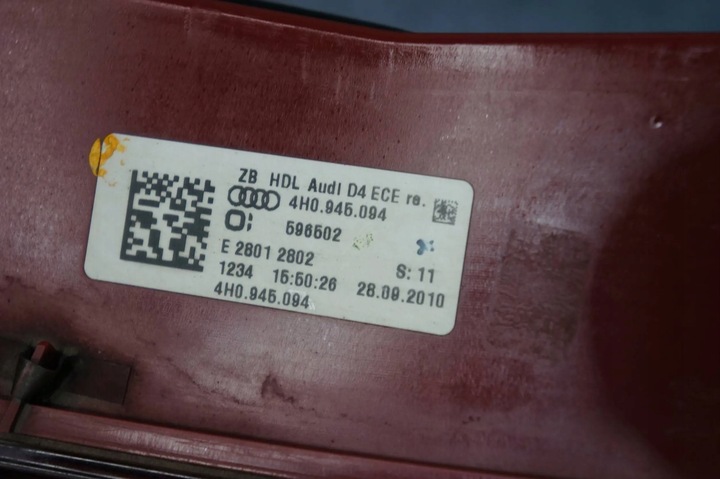 ZB HDL Audi D4 ECE re.
4H0.945.094
596502
E 2801 2802
S: 11
1234 15:50:26 28.09.2010
4H0.945.094